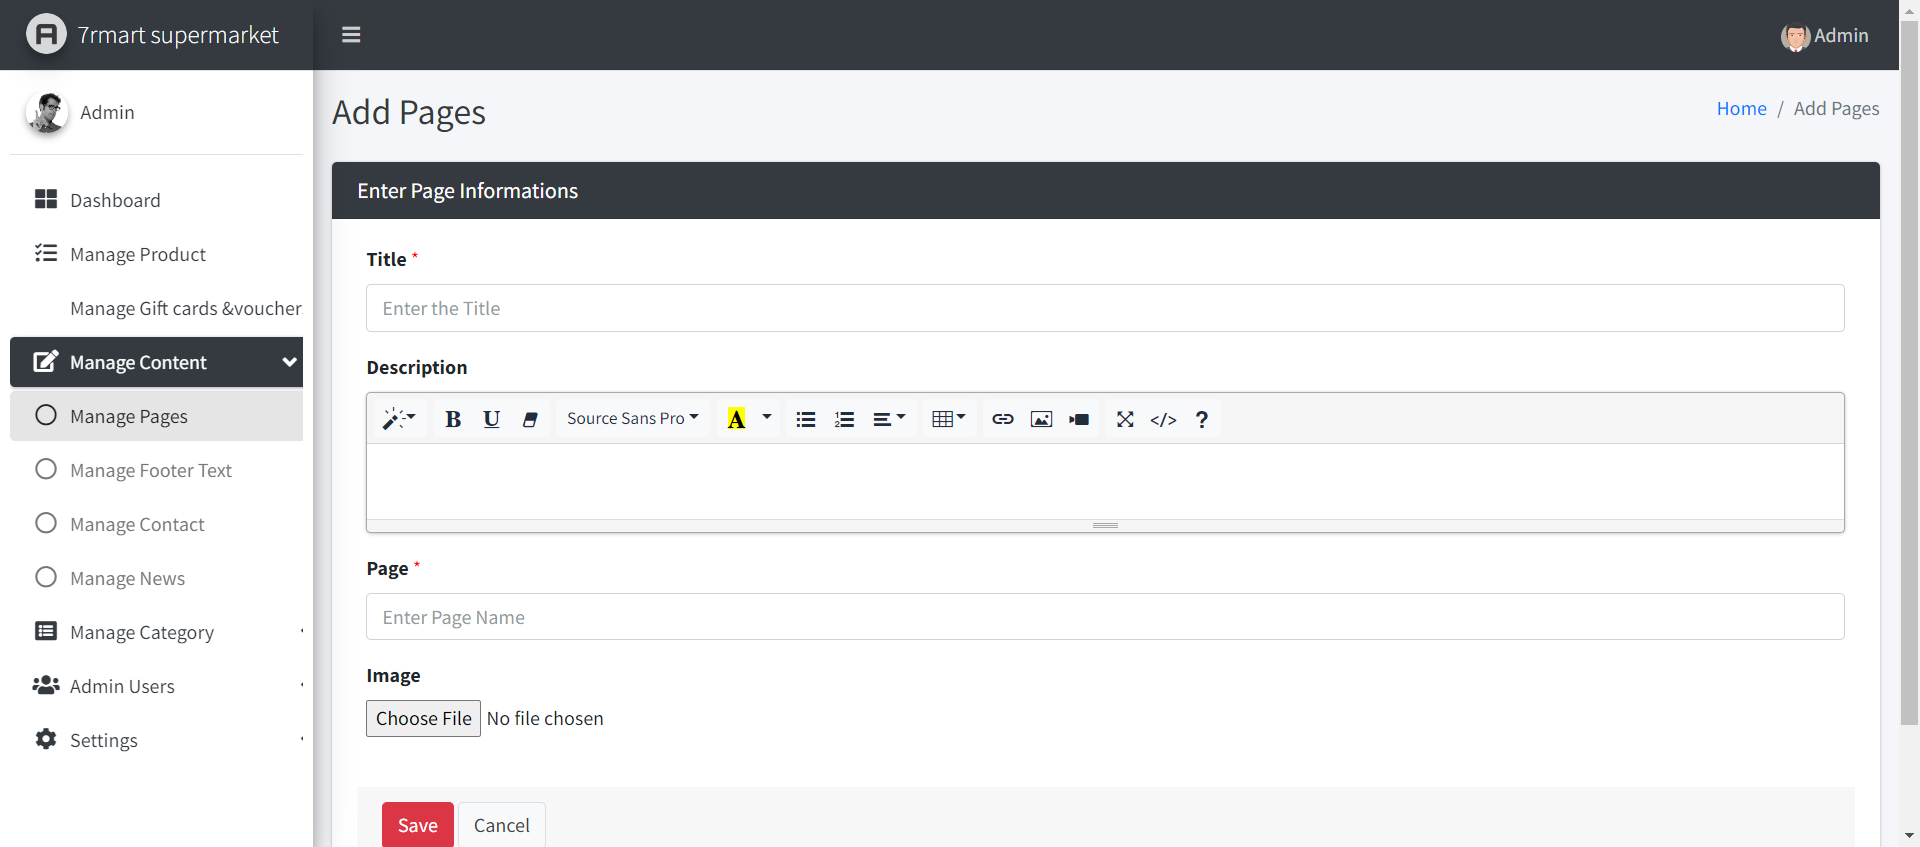 7rmart supermarket
Admin
Admin
Add Pages
Home / Add Pages
Dashboard
Manage Product
Manage Gift cards &voucher
Manage Content
Manage Pages
Manage Footer Text
Manage Contact
Manage News
Manage Category
Admin Users
Settings
Enter Page Informations
Title *
Enter the Title
Description
B U Source Sans Pro A </> ?
Page *
Enter Page Name
Image
Choose File No file chosen
Save Cancel